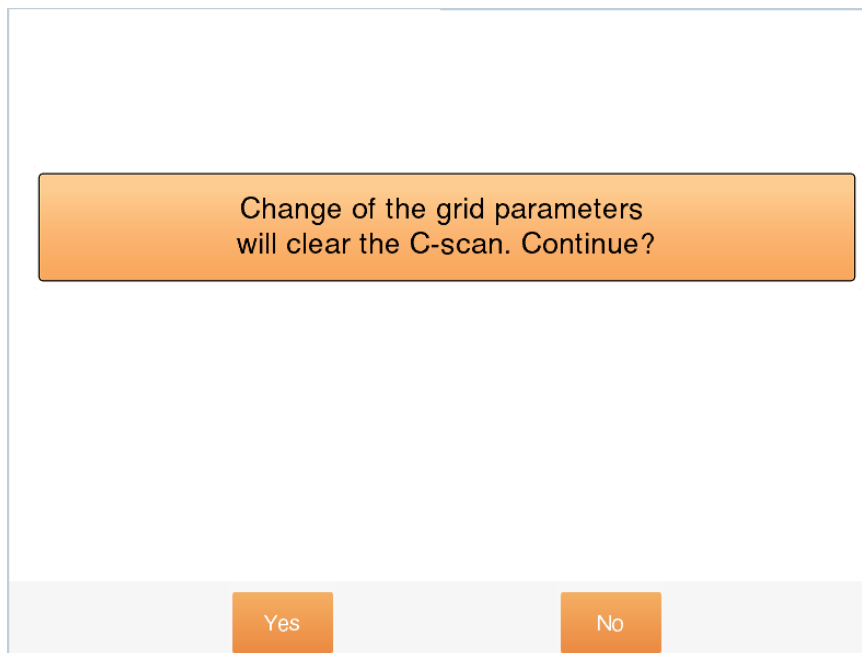 Change of the grid parameters
will clear the C-scan. Continue?
Yes
No